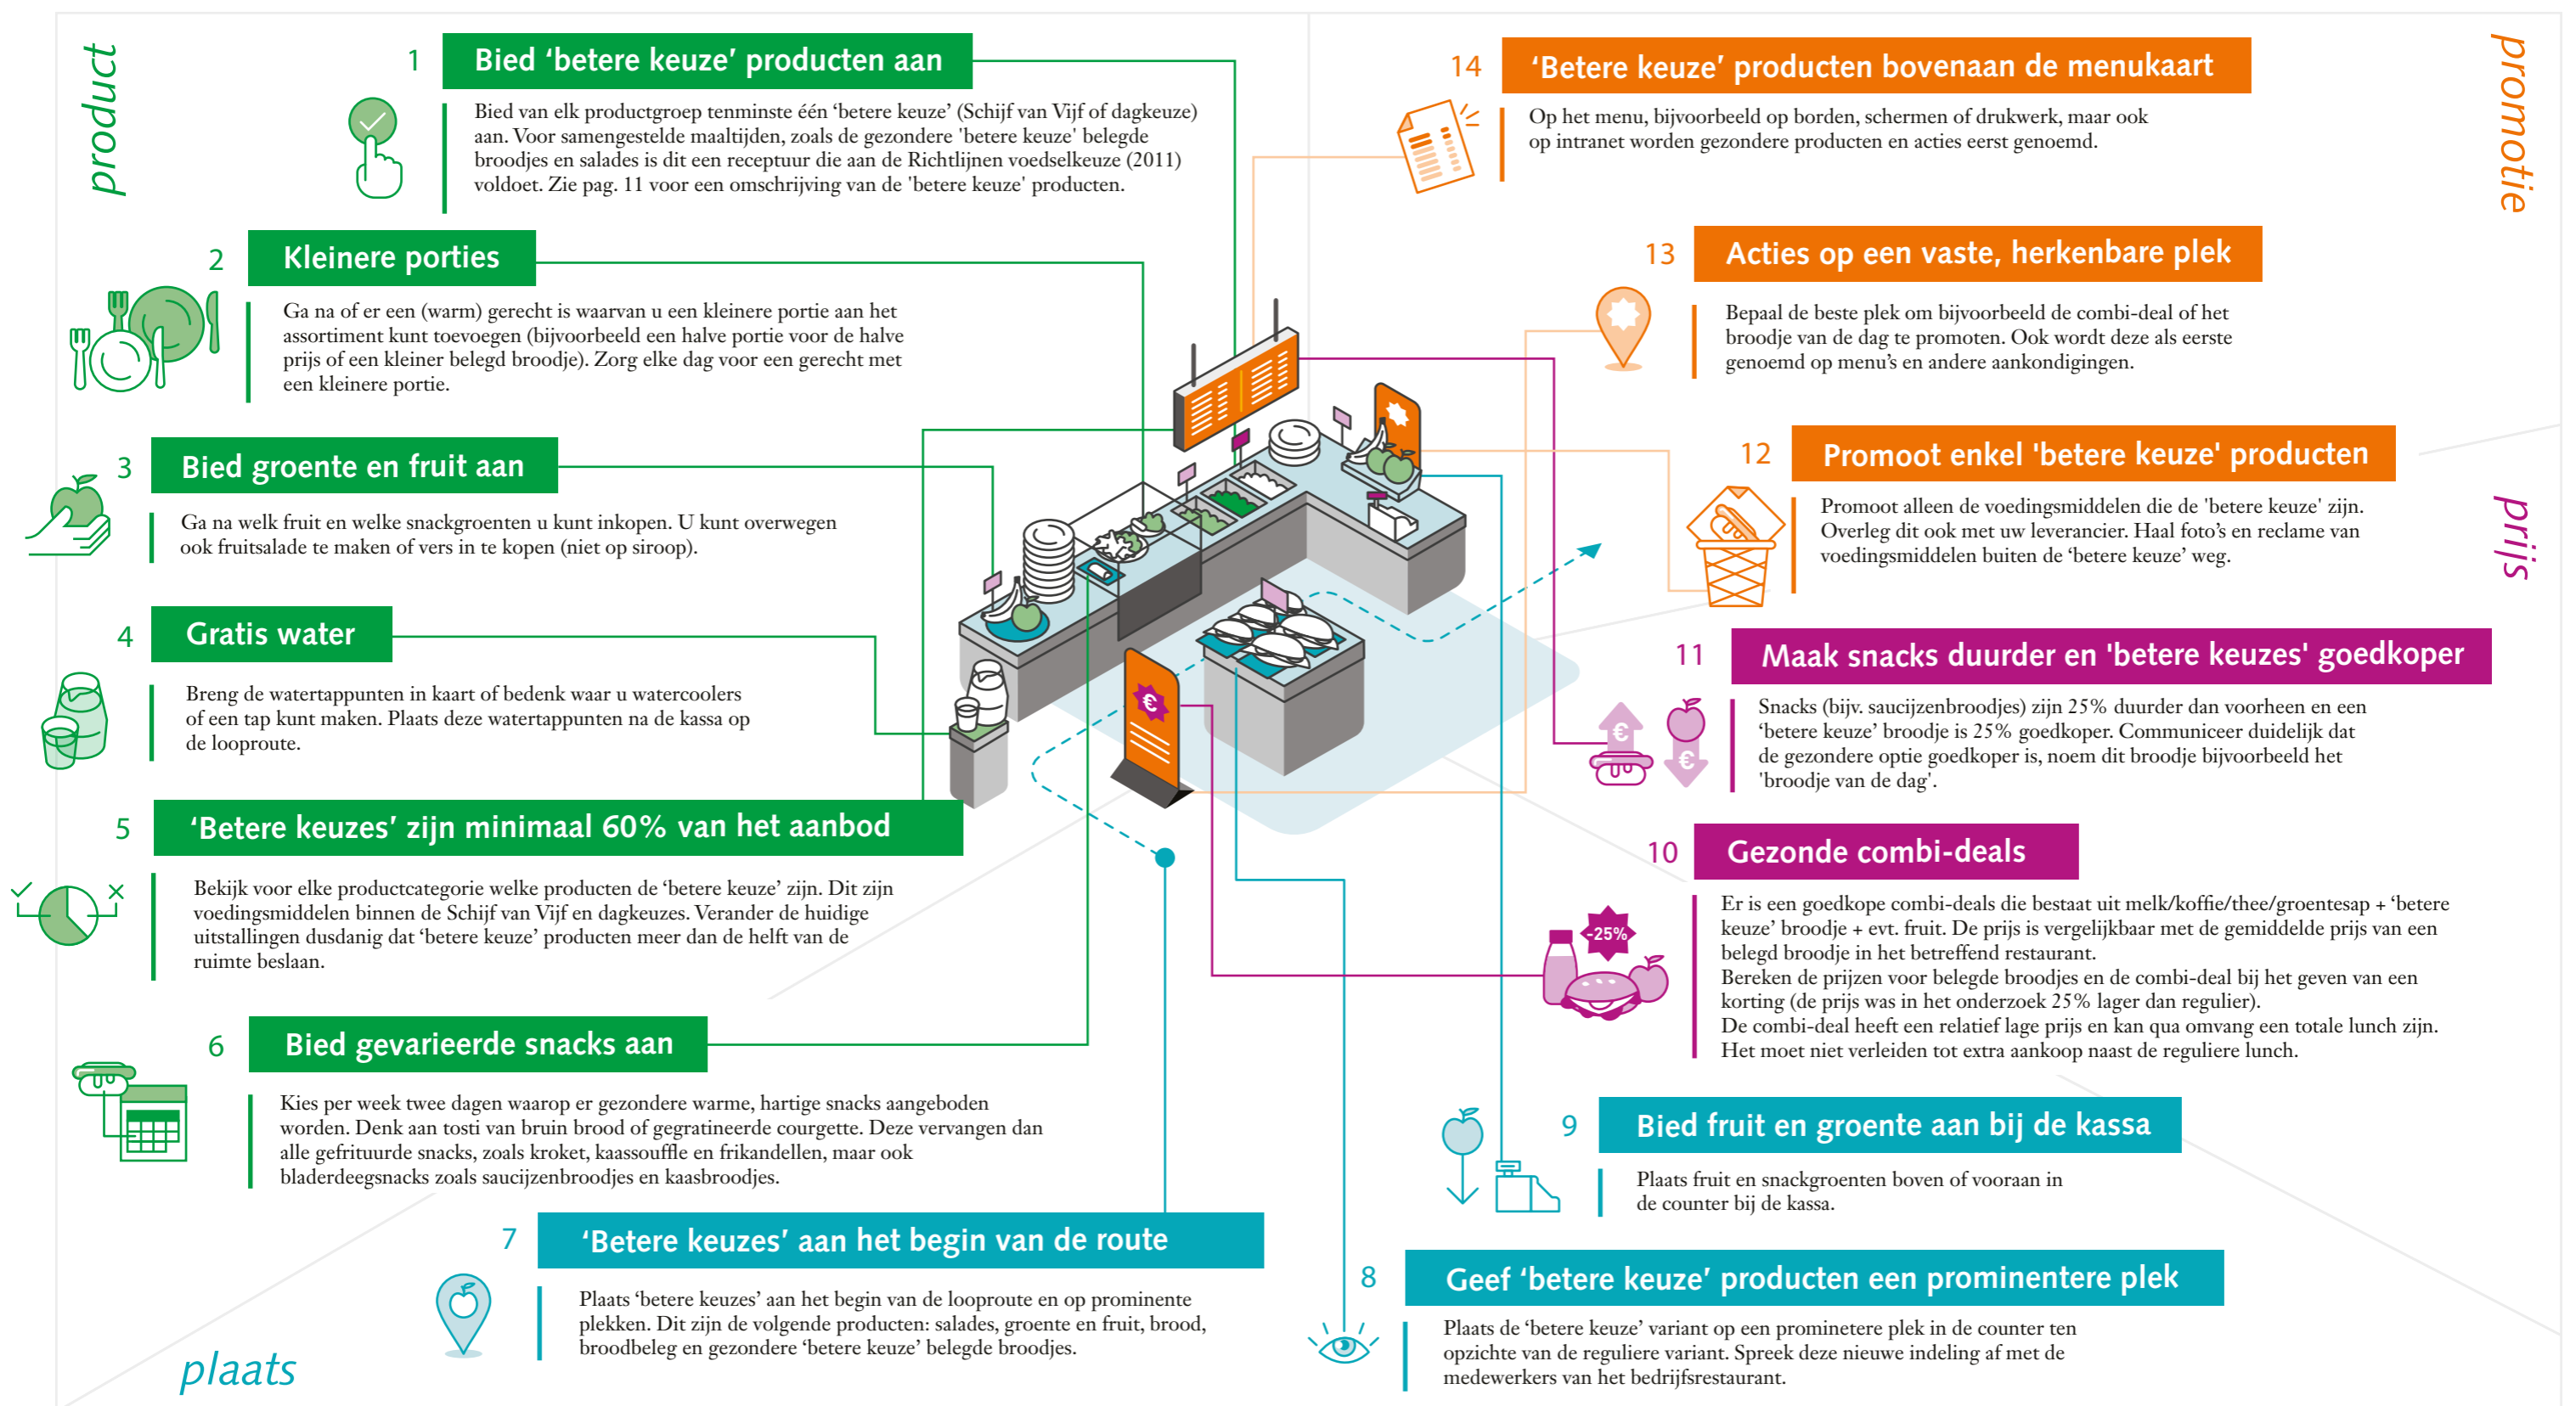 product
1
Bied ‘betere keuze’ producten aan
Bied van elk productgroep tenminste één ‘betere keuze’ (Schijf van Vijf of dagkeuze)
aan. Voor samengestelde maaltijden, zoals de gezondere 'betere keuze' belegde
broodjes en salades is dit een receptuur die aan de Richtlijnen voedselkeuze (2011)
voldoet. Zie pag. 11 voor een omschrijving van de 'betere keuze' producten.
2
Kleinere porties
Ga na of er een (warm) gerecht is waarvan u een kleinere portie aan het
assortiment kunt toevoegen (bijvoorbeeld een halve portie voor de halve
prijs of een kleiner belegd broodje). Zorg elke dag voor een gerecht met
een kleinere portie.
3
Bied groente en fruit aan
Ga na welk fruit en welke snackgroenten u kunt inkopen. U kunt overwegen
ook fruitsalade te maken of vers in te kopen (niet op siroop).
4
Gratis water
Breng de watertappunten in kaart of bedenk waar u watercoolers
of een tap kunt maken. Plaats deze watertappunten na de kassa op
de looproute.
5
‘Betere keuzes’ zijn minimaal 60% van het aanbod
Bekijk voor elke productcategorie welke producten de ‘betere keuze’ zijn. Dit zijn
voedingsmiddelen binnen de Schijf van Vijf en dagkeuzes. Verander de huidige
uitstallingen dusdanig dat ‘betere keuze’ producten meer dan de helft van de
ruimte beslaan.
6
Bied gevarieerde snacks aan
Kies per week twee dagen waarop er gezondere warme, hartige snacks aangeboden
worden. Denk aan tosti van bruin brood of gegratineerde courgette. Deze vervangen dan
alle gefrituurde snacks, zoals kroket, kaassouffle en frikandellen, maar ook
bladerdeegsnacks zoals saucijzenbroodjes en kaasbroodjes.
plaats
7
‘Betere keuzes’ aan het begin van de route
Plaats ‘betere keuzes’ aan het begin van de looproute en op prominente
plekken. Dit zijn de volgende producten: salades, groente en fruit, brood,
broodbeleg en gezondere ‘betere keuze’ belegde broodjes.
8
Geef ‘betere keuze’ producten een prominentere plek
Plaats de ‘betere keuze’ variant op een prominetere plek in de counter ten
opzichte van de reguliere variant. Spreek deze nieuwe indeling af met de
medewerkers van het bedrijfsrestaurant.
9
Bied fruit en groente aan bij de kassa
Plaats fruit en snackgroenten boven of vooraan in
de counter bij de kassa.
prijs
10
Gezonde combi-deals
-25%
Er is een goedkope combi-deals die bestaat uit melk/koffie/thee/groentesap + ‘betere
keuze’ broodje + evt. fruit. De prijs is vergelijkbaar met de gemiddelde prijs van een
belegd broodje in het betreffend restaurant.
Bereken de prijzen voor belegde broodjes en de combi-deal bij het geven van een
korting (de prijs was in het onderzoek 25% lager dan regulier).
De combi-deal heeft een relatief lage prijs en kan qua omvang een totale lunch zijn.
Het moet niet verleiden tot extra aankoop naast de reguliere lunch.
11
Maak snacks duurder en 'betere keuzes' goedkoper
€
€
€
Snacks (bijv. saucijzenbroodjes) zijn 25% duurder dan voorheen en een
‘betere keuze’ broodje is 25% goedkoper. Communiceer duidelijk dat
de gezondere optie goedkoper is, noem dit broodje bijvoorbeeld het
'broodje van de dag'.
promotie
12
Promoot enkel 'betere keuze' producten
Promoot alleen de voedingsmiddelen die de 'betere keuze' zijn.
Overleg dit ook met uw leverancier. Haal foto’s en reclame van
voedingsmiddelen buiten de ‘betere keuze’ weg.
13
Acties op een vaste, herkenbare plek
Bepaal de beste plek om bijvoorbeeld de combi-deal of het
broodje van de dag te promoten. Ook wordt deze als eerste
genoemd op menu’s en andere aankondigingen.
14
‘Betere keuze’ producten bovenaan de menukaart
Op het menu, bijvoorbeeld op borden, schermen of drukwerk, maar ook
op intranet worden gezondere producten en acties eerst genoemd.